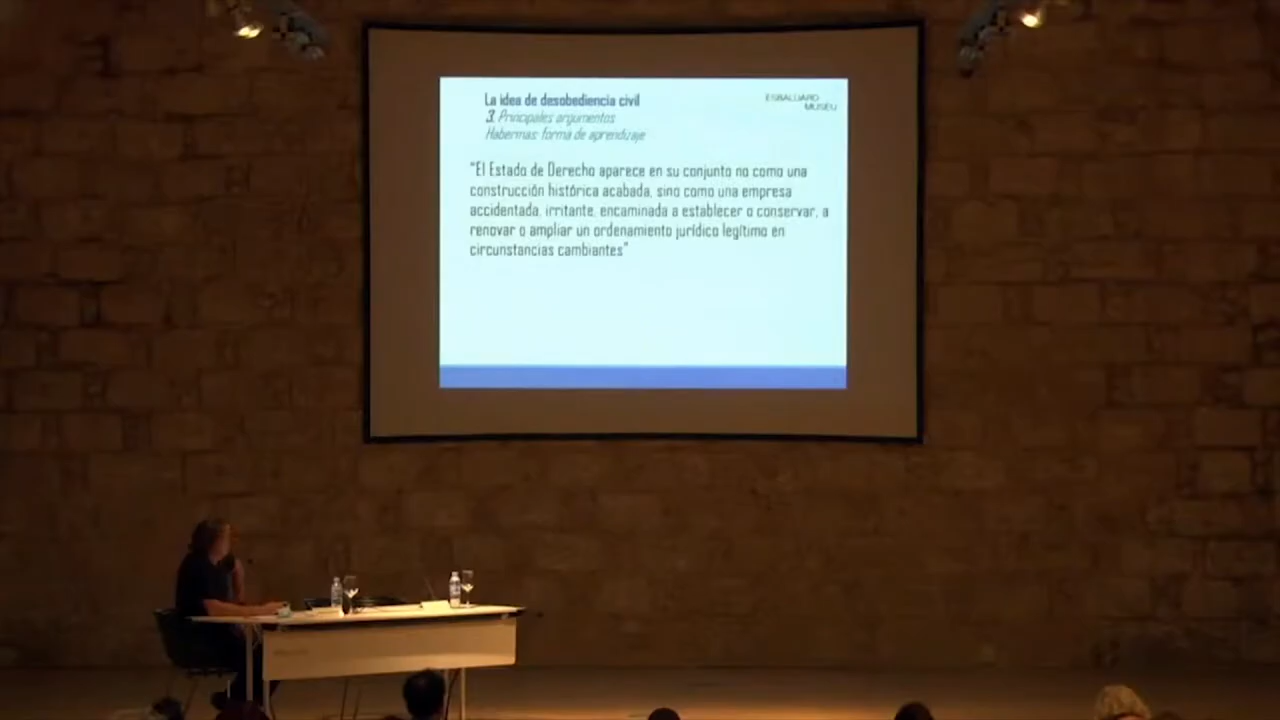 La idea de desobediencia civil
3. Principales argumentos
Habermas: forma de aprendizaje
ESBALUARD
MUSEU
"El Estado de Derecho aparece en su conjunto no como una
construcción histórica acabada, sino como una empresa
accidentada, irritante, encaminada a establecer o conservar, a
renovar o ampliar un ordenamiento jurídico legítimo en
circunstancias cambiantes"